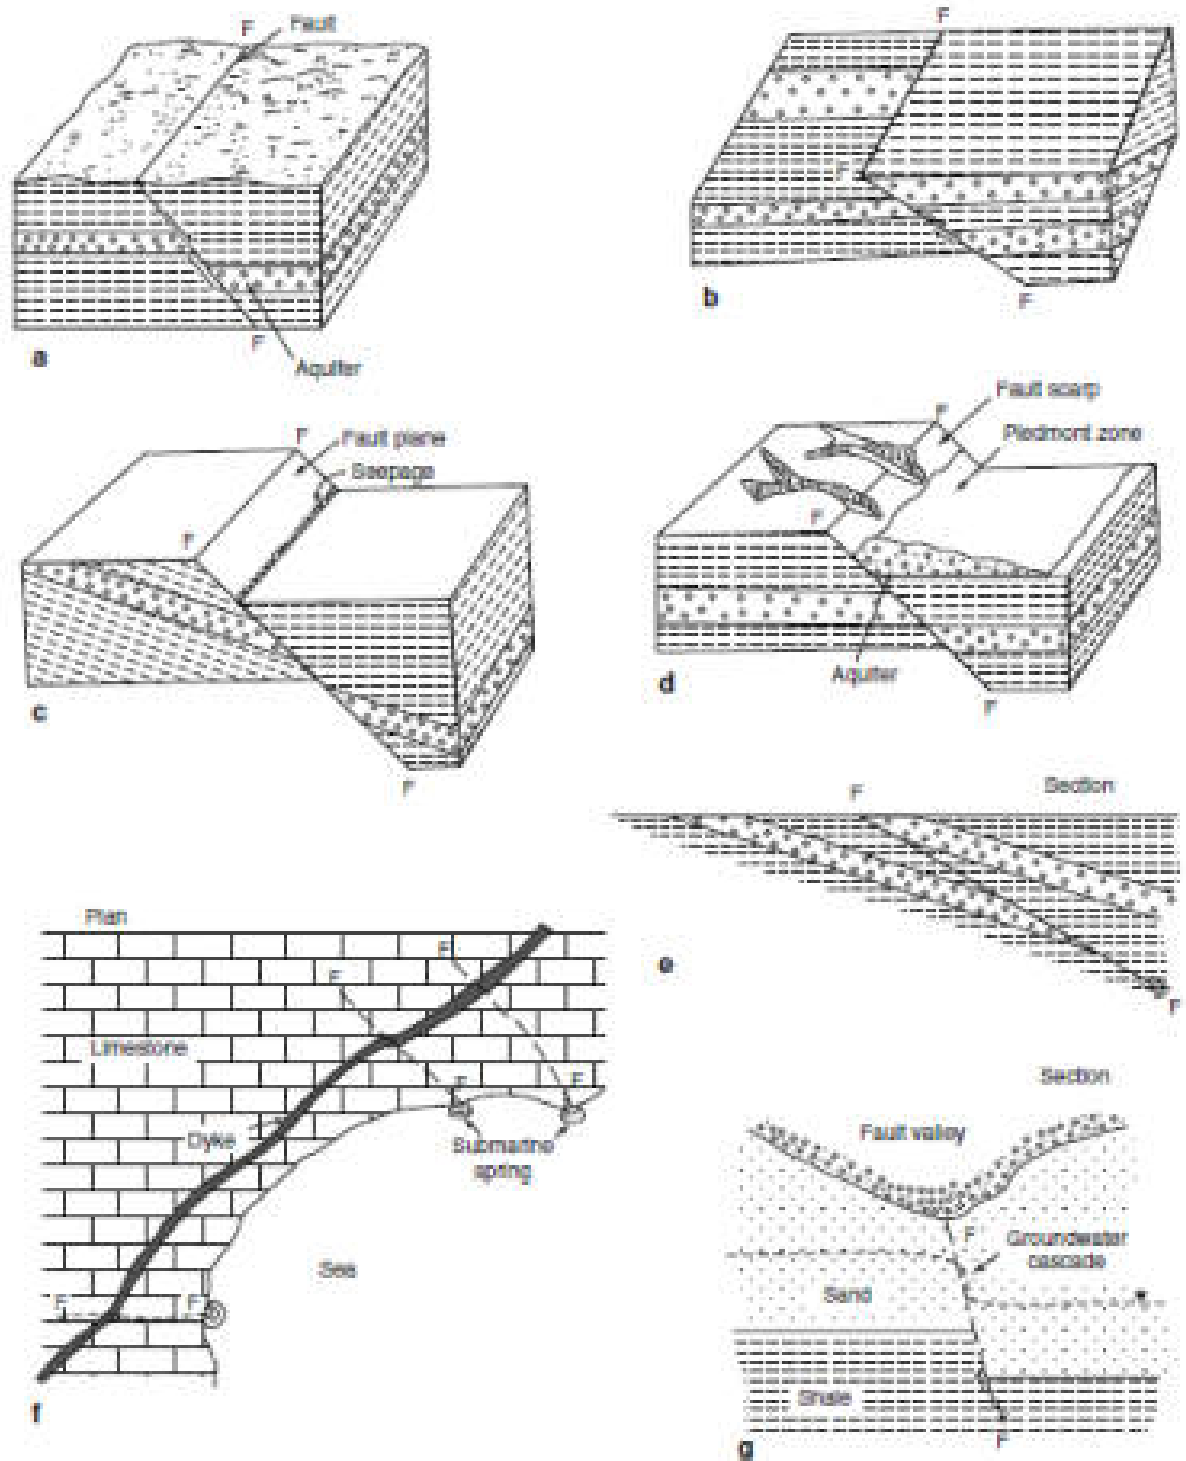 F Fault
F
Aquifer
a
F
F
F
b
F Fault plane
Seepage
F
F
c
Fault scarp
F
Piedmont zone
F
Aquifer
F
d
Section
F
F
e
Plan
F
F
Limestone
F
F
Dyke
Submarine
spring
Sea
F
F
f
Section
Fault valley
F
Groundwater
cascade
Sand
Shale
F
g